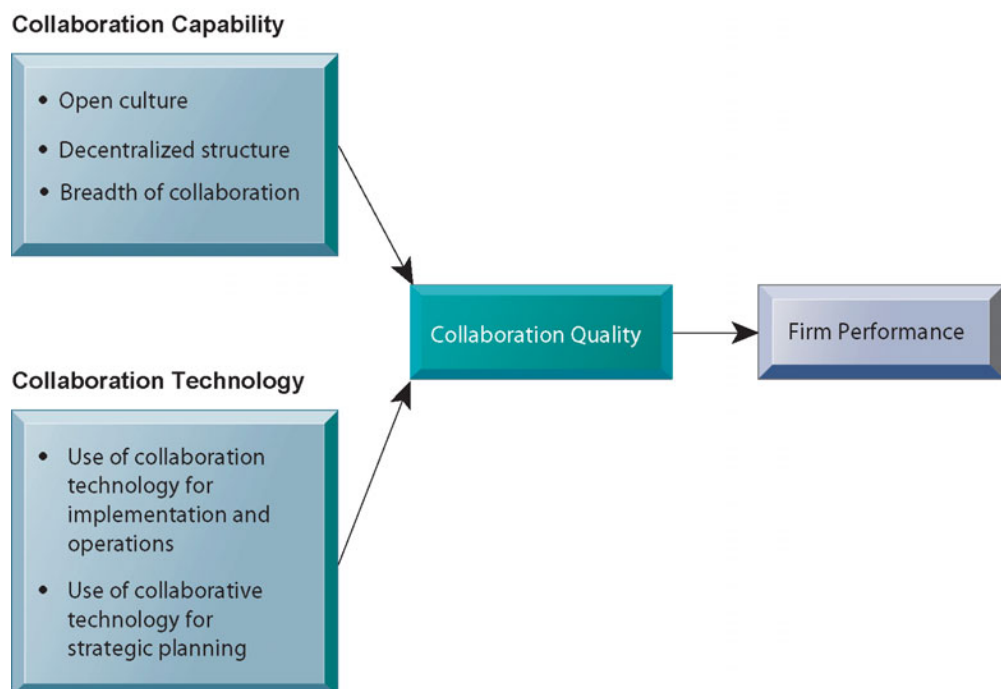 Collaboration Capability
• Open culture
• Decentralized structure
• Breadth of collaboration
Collaboration Quality
Firm Performance
Collaboration Technology
• Use of collaboration
technology for
implementation and
operations
• Use of collaborative
technology for
strategic planning